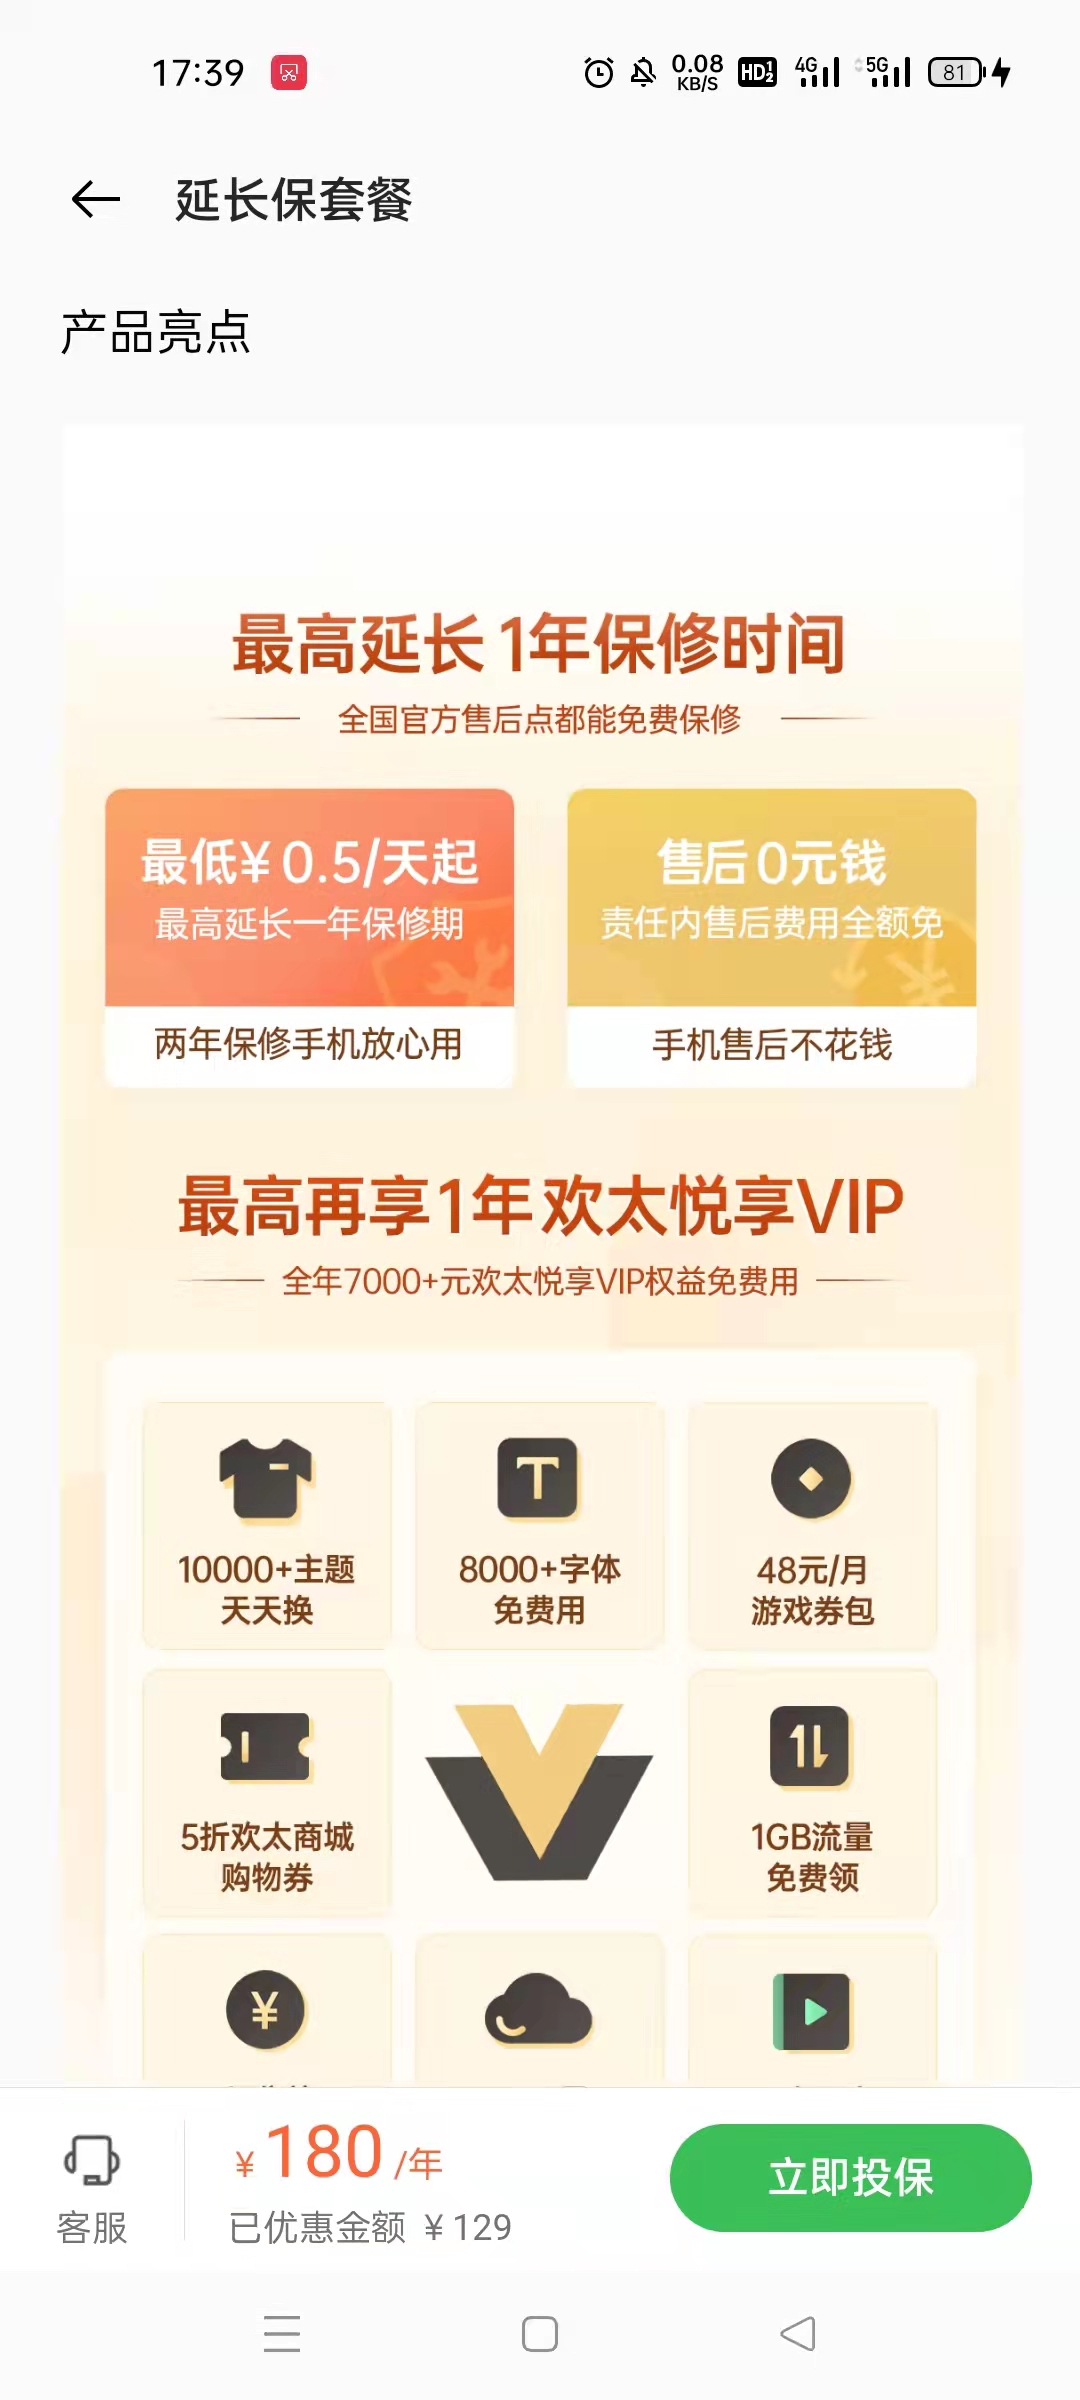 17:39
0.08
KB/S
HD 1 2
4G
5G
81
延长保套餐
产品亮点
最高延长1年保修时间
全国官方售后点都能免费保修
最低¥0.5/天起
最高延长一年保修期
两年保修手机放心用
售后0元钱
责任内售后费用全额免
手机售后不花钱
最高再享1年欢太悦享VIP
全年7000+元欢太悦享VIP权益免费用
10000+主题
天天换
8000+字体
免费用
48元/月
游戏券包
5折欢太商城
购物券
1GB流量
免费领
客服
¥180/年
已优惠金额 ¥129
立即投保